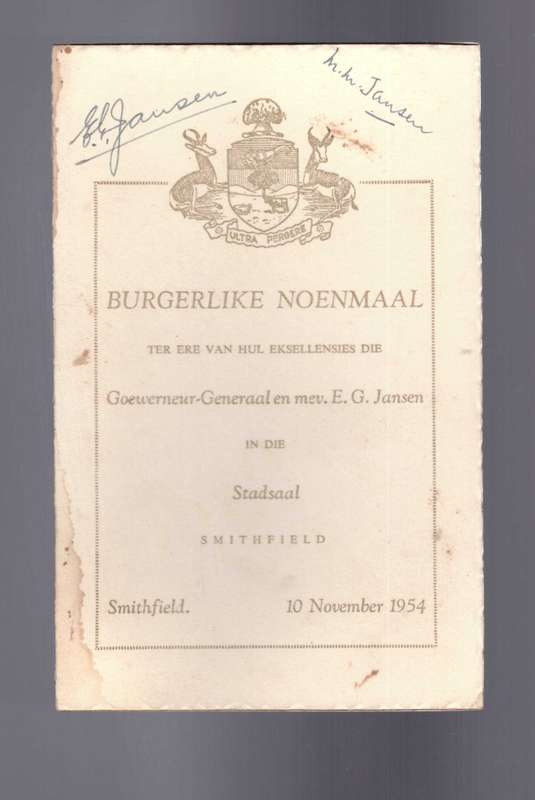 E. G. Jansen
M. M. Jansen
ULTRA PERGERE
BURGERLIKE NOENMAAL
TER ERE VAN HUL EKSELLENSIES DIE
Goewerneur-Generaal en mev. E. G. Jansen
IN DIE
Stadsaal
SMITHFIELD
Smithfield. 10 November 1954